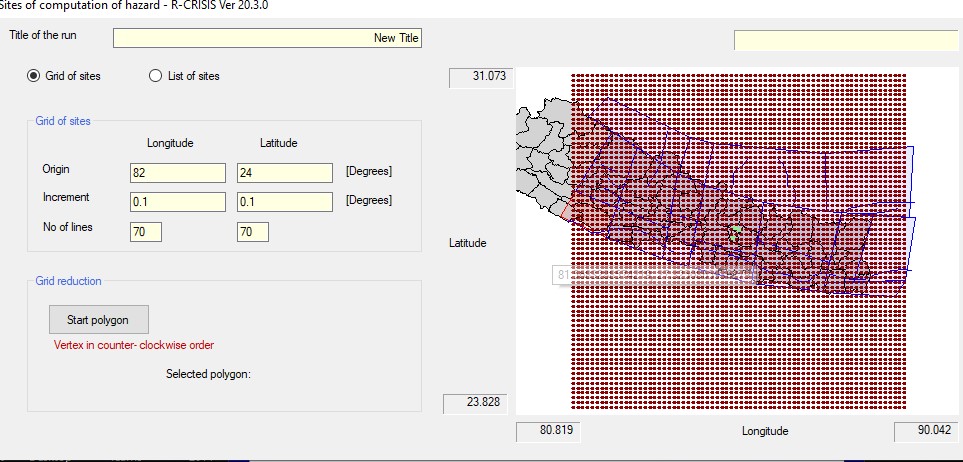 Sites of computation of hazard - R-CRISIS Ver 20.3.0
Title of the run
New Title
Grid of sites
List of sites
31.073
Grid of sites
Longitude
Latitude
Origin
82
24
[Degrees]
Increment
0.1
0.1
[Degrees]
No of lines
70
70
Latitude
Grid reduction
Start polygon
Vertex in counter- clockwise order
Selected polygon:
23.828
80.819
Longitude
90.042